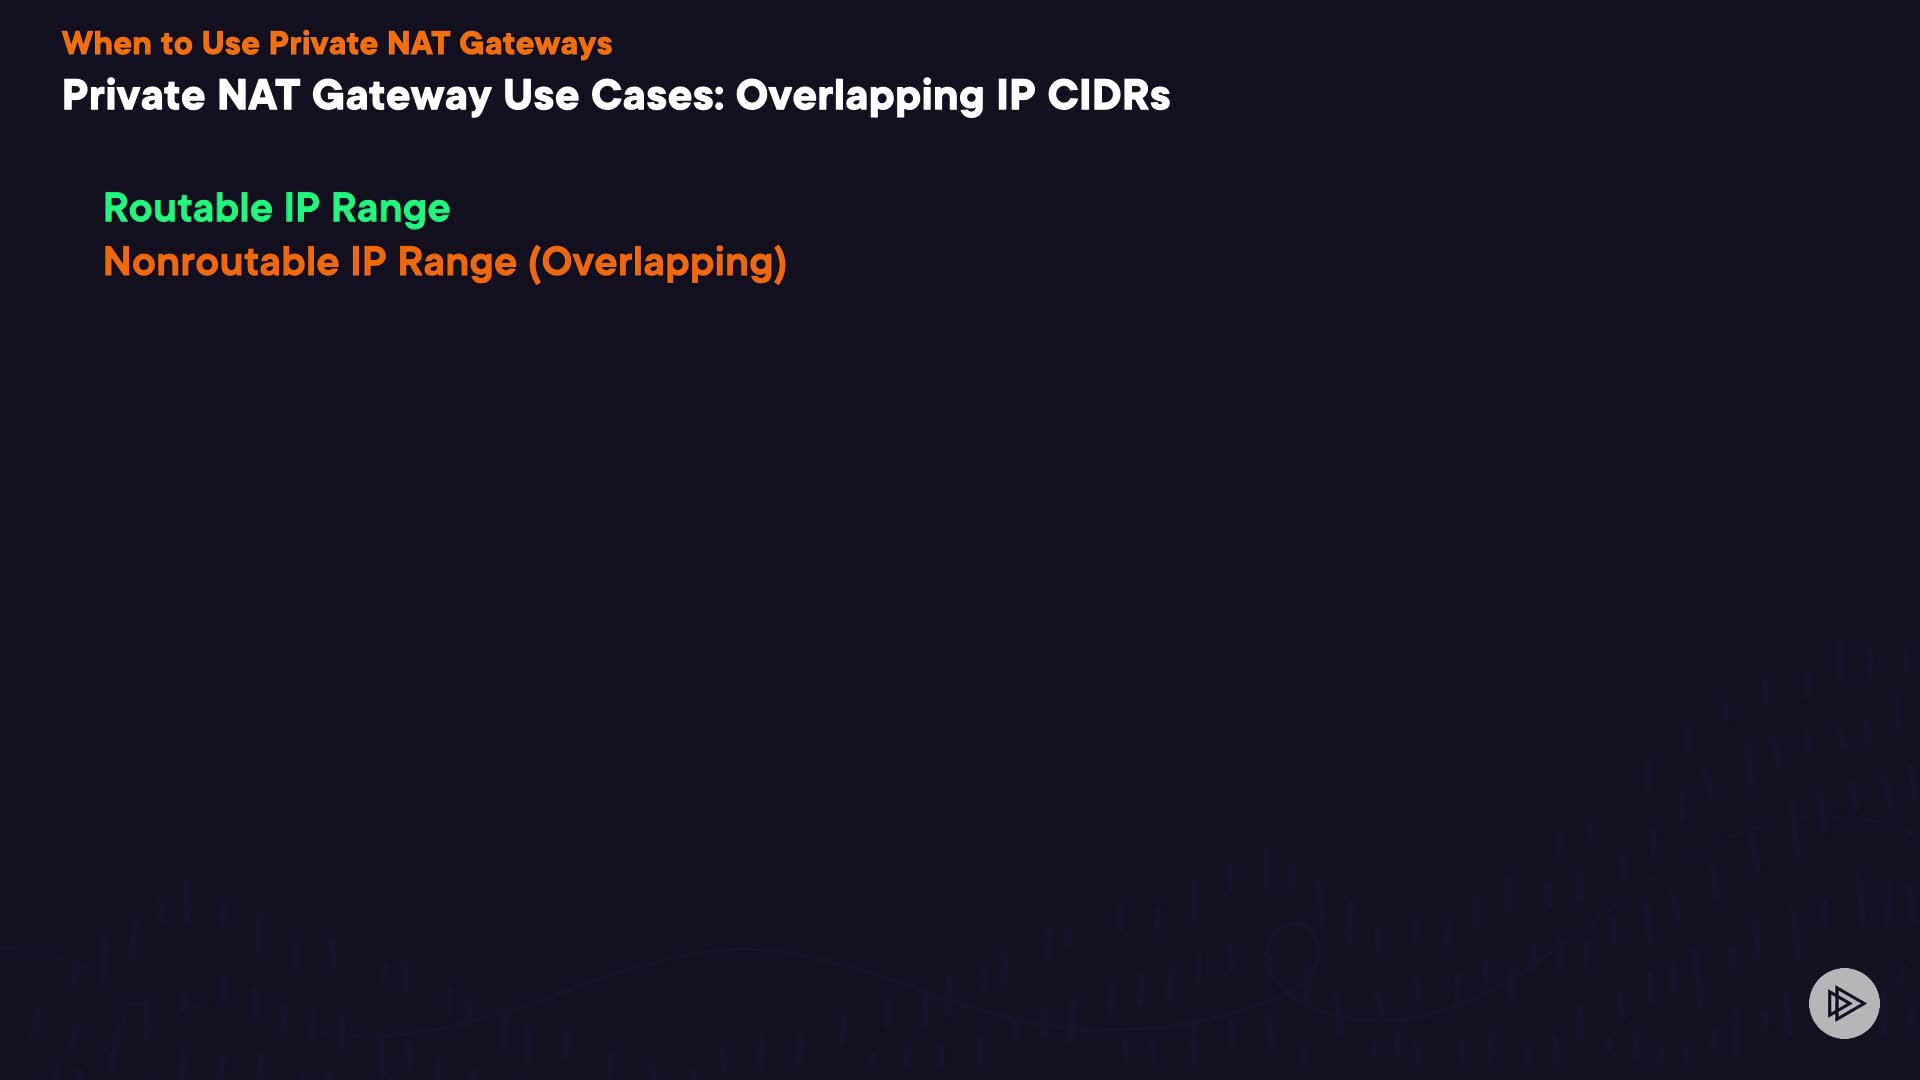 When to Use Private NAT Gateways
Private NAT Gateway Use Cases: Overlapping IP CIDRs
Routable IP Range
Nonroutable IP Range (Overlapping)